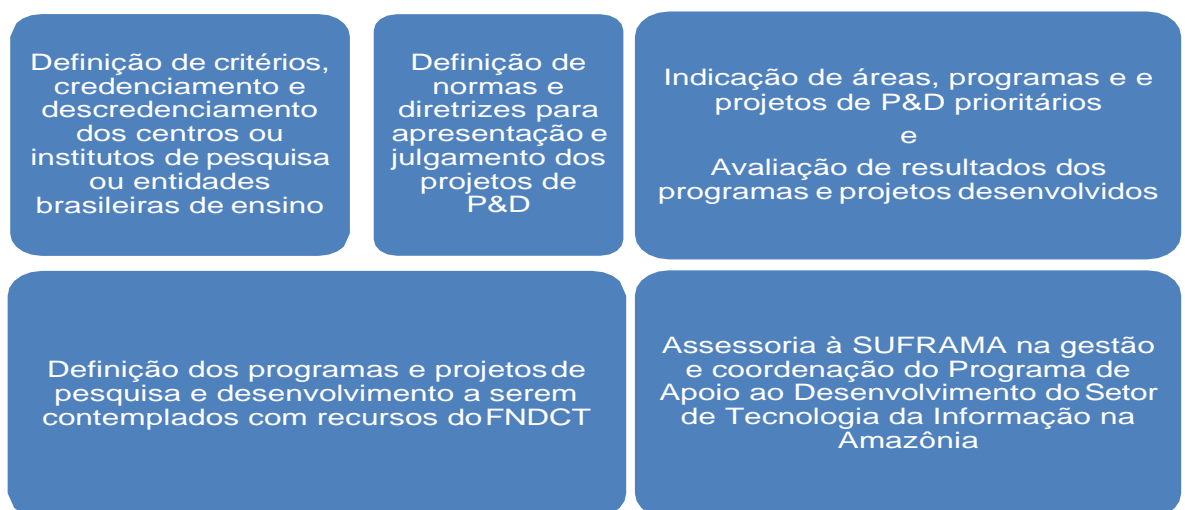 Definição de critérios,
credenciamento e
descredenciamento
dos centros ou
institutos de pesquisa
ou entidades
brasileiras de ensino
Definição de
normas e
diretrizes para
apresentação e
julgamento dos
projetos de
P&D
Indicação de áreas, programas e e
projetos de P&D prioritários
e
Avaliação de resultados dos
programas e projetos desenvolvidos
Definição dos programas e projetos de
pesquisa e desenvolvimento a serem
contemplados com recursos do FNDCT
Assessoria à SUFRAMA na gestão
e coordenação do Programa de
Apoio ao Desenvolvimento do Setor
de Tecnologia da Informação na
Amazônia